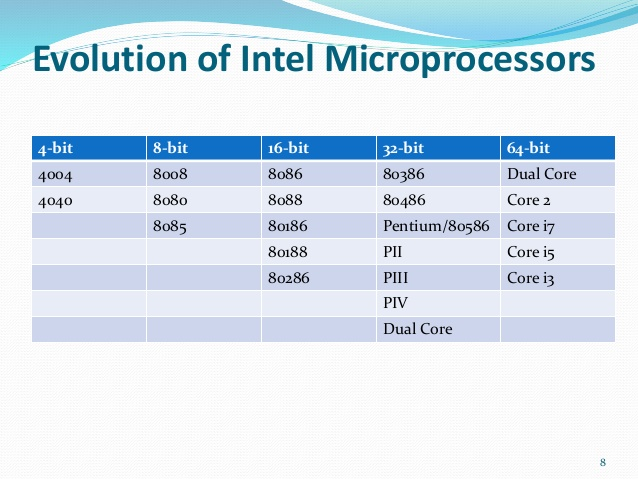 Evolution of Intel Microprocessors
4-bit 8-bit 16-bit 32-bit 64-bit
4004 8008 8086 80386 Dual Core
4040 8080 8088 80486 Core 2
8085 80186 Pentium/80586 Core i7
80188 PII Core i5
80286 PIII Core i3
PIV
Dual Core
8